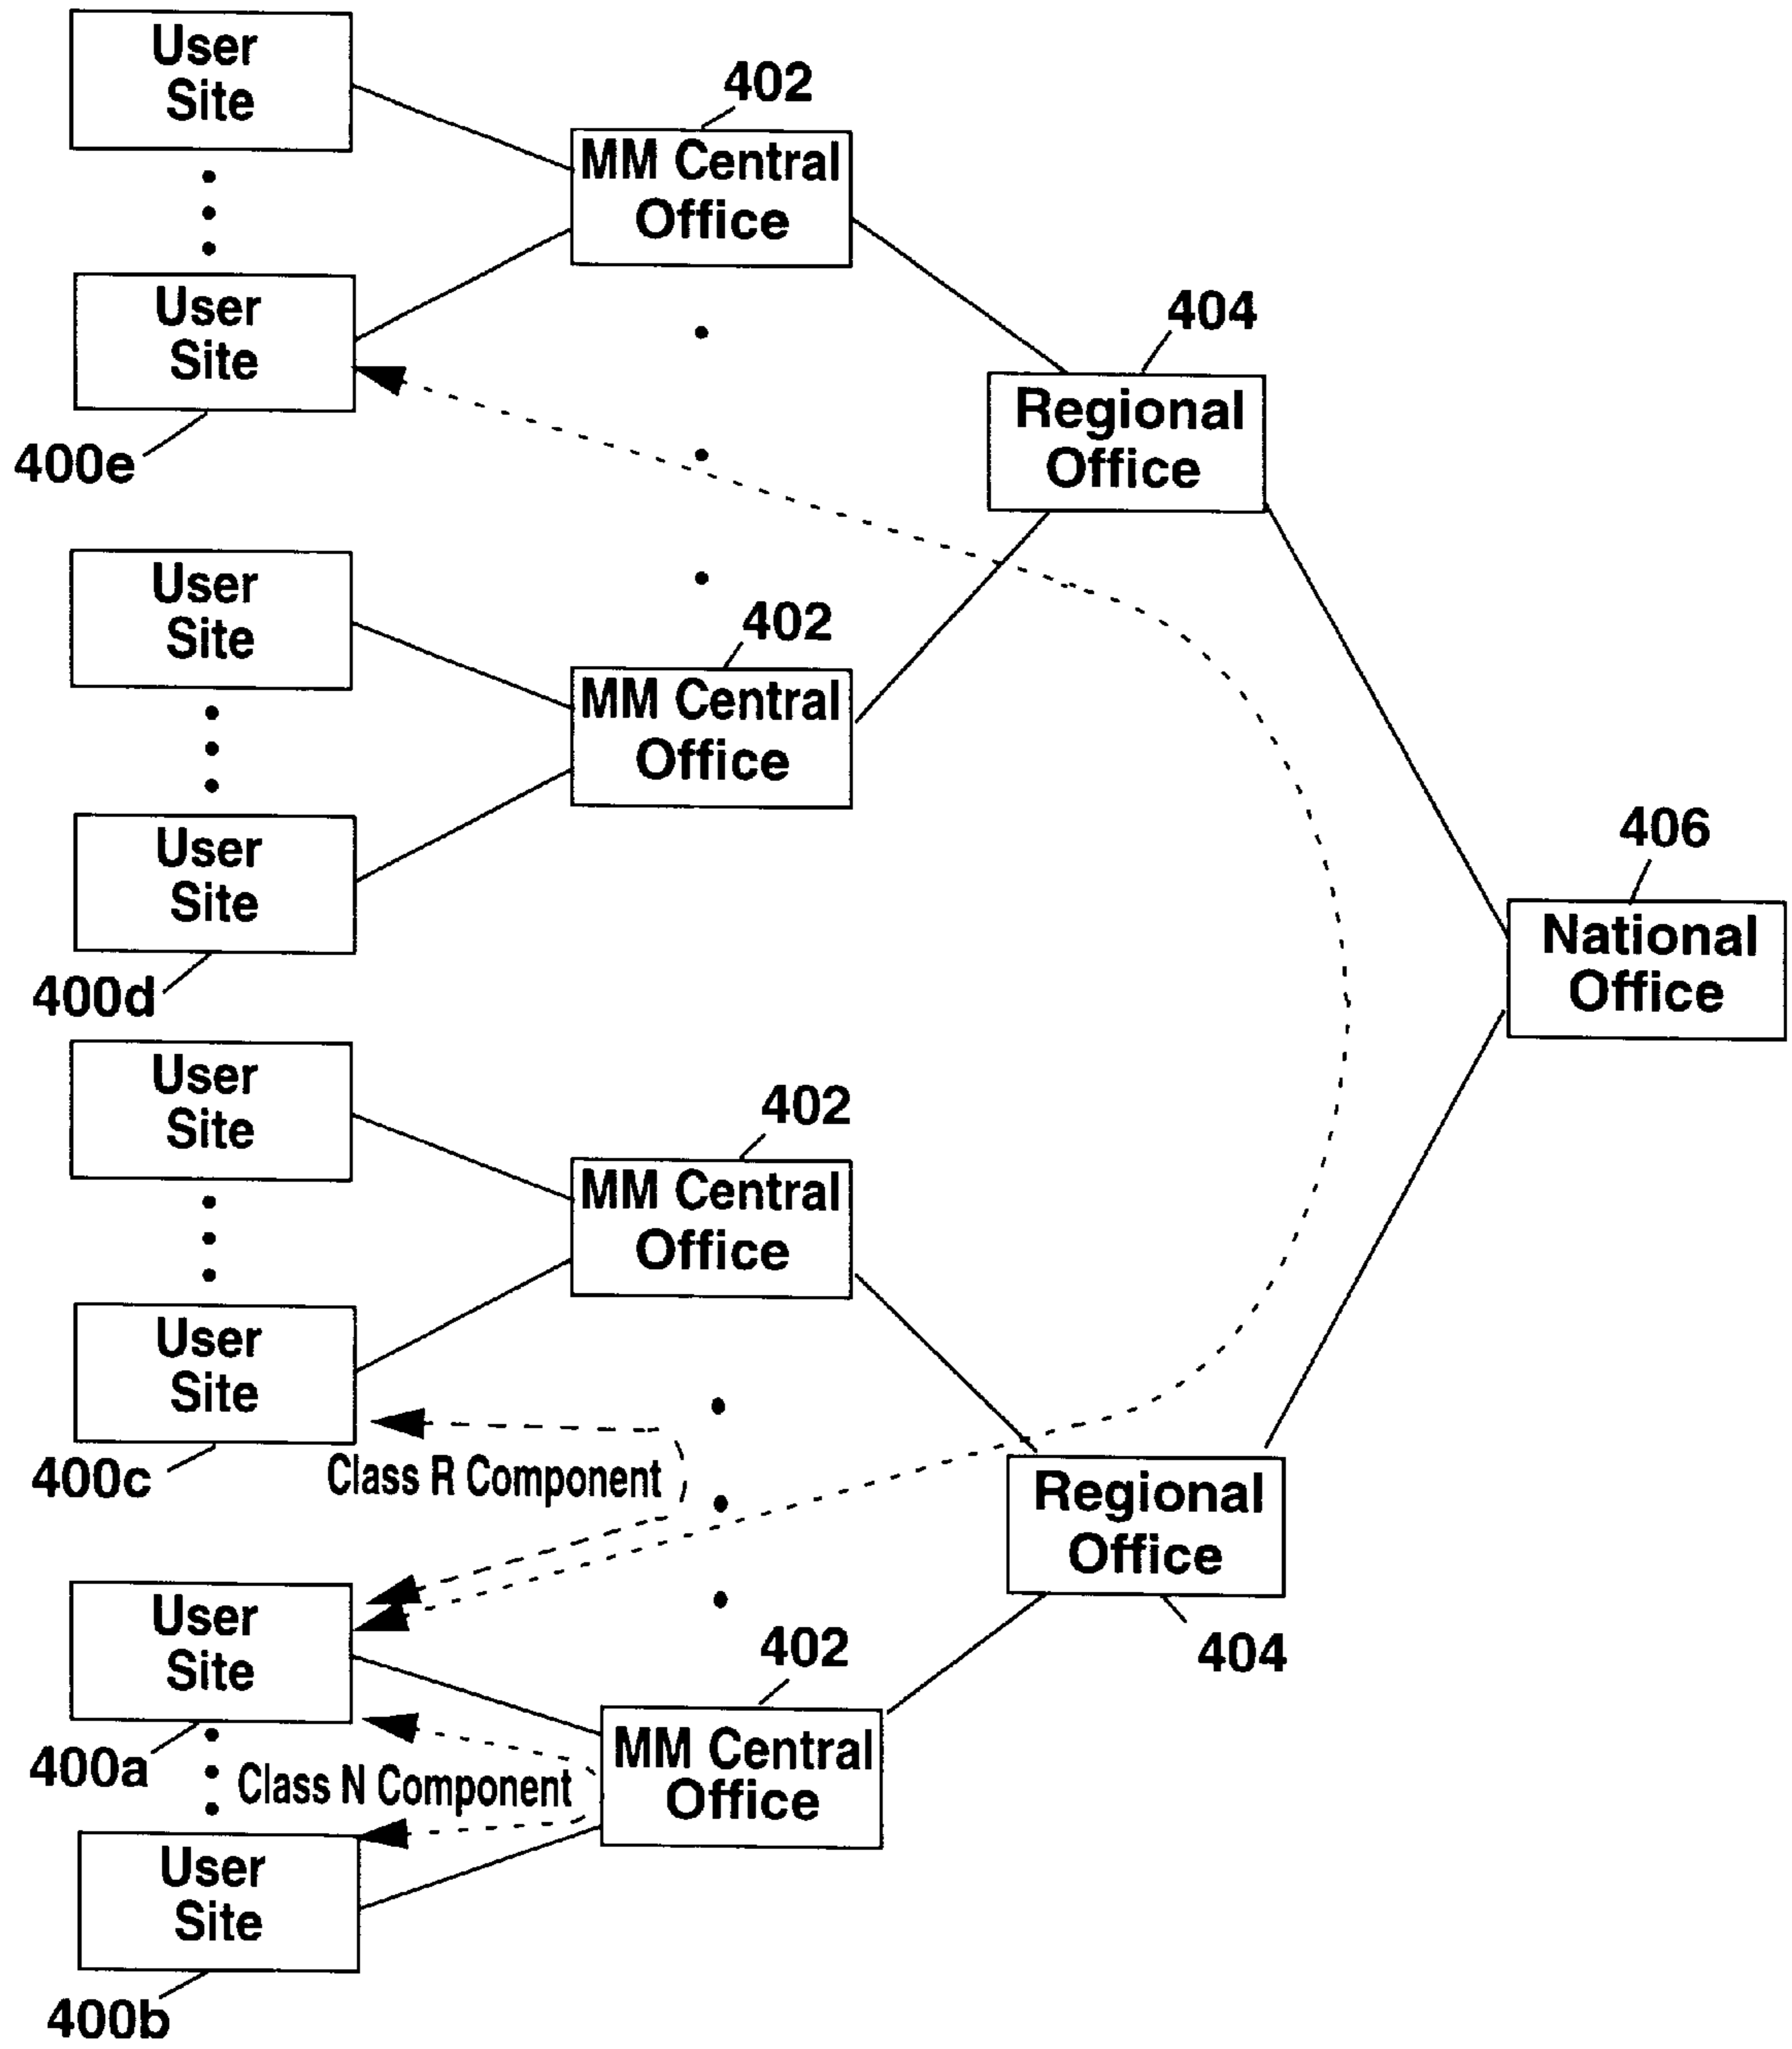 User
Site
402
MM Central
Office
User
Site
400e
404
Regional
Office
User
Site
402
MM Central
Office
User
Site
400d
406
National
Office
User
Site
402
MM Central
Office
User
Site
400c
Class R Component
Regional
Office
404
User
Site
400a
402
MM Central
Office
Class N Component
User
Site
400b